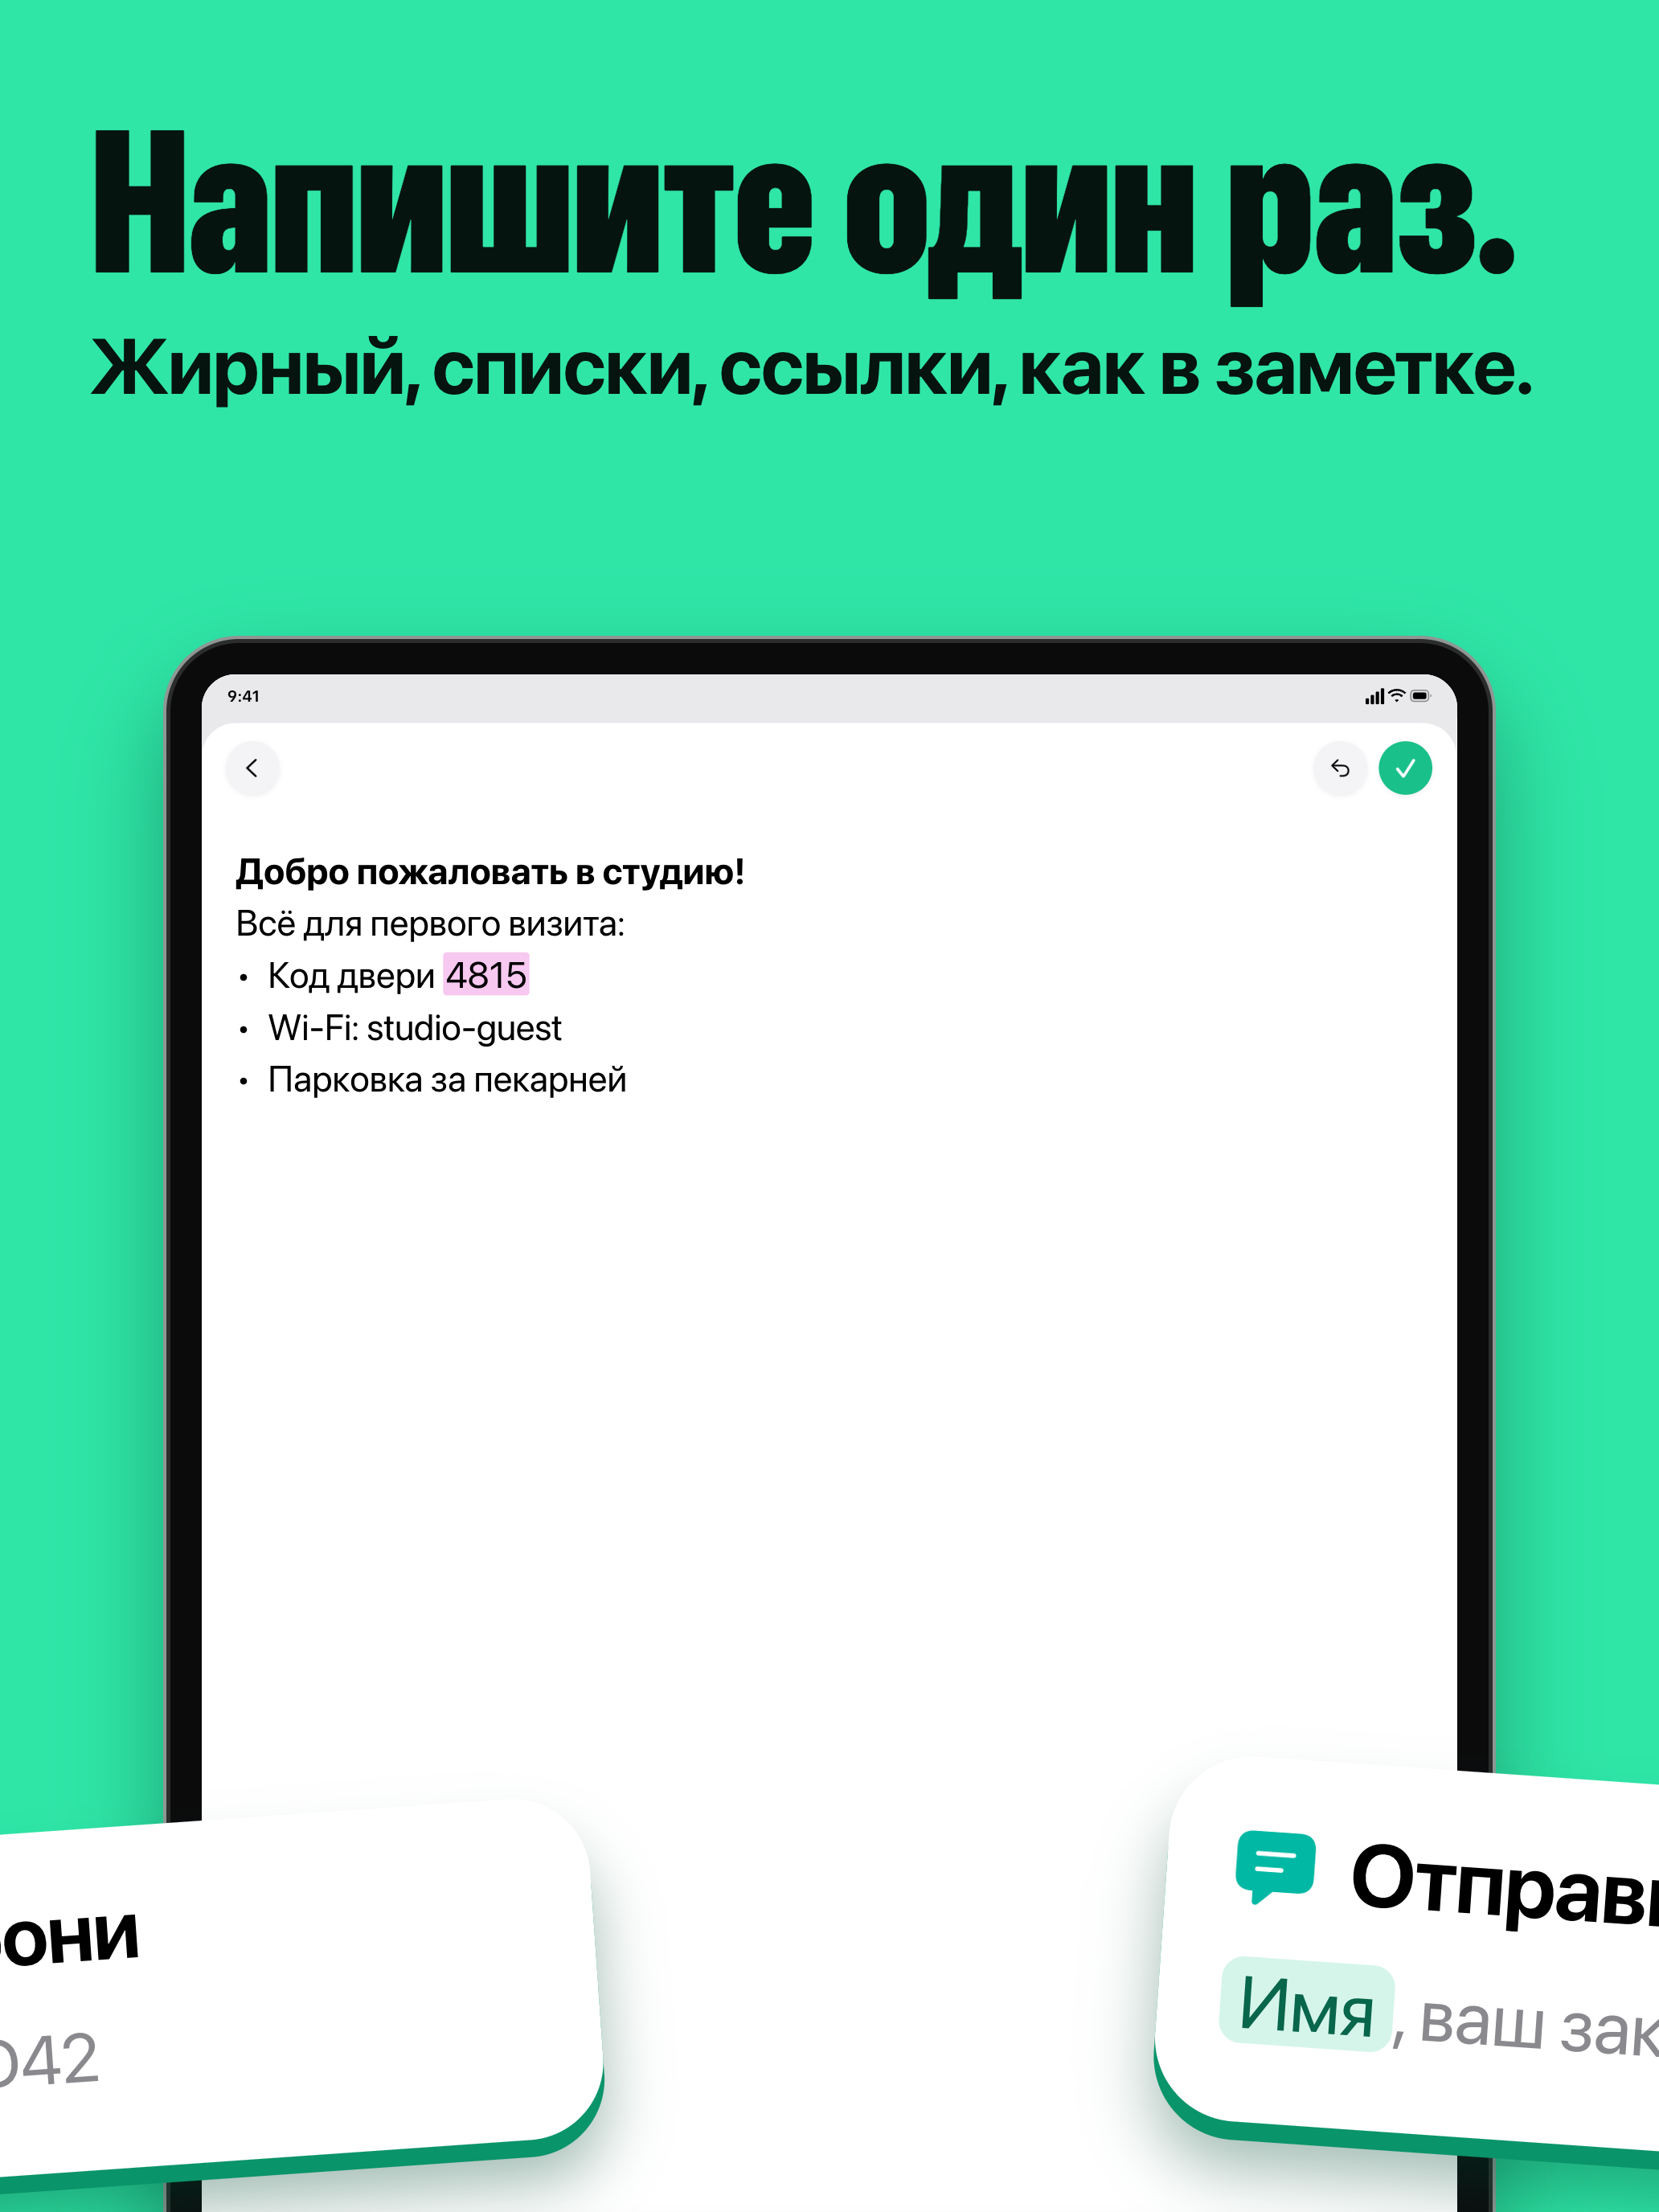 Напишите один раз.
Жирный, списки, ссылки, как в заметке.
9:41
Добро пожаловать в студию!
Всё для первого визита:
• Код двери 4815
• Wi-Fi: studio-guest
• Парковка за пекарней
Имя, ваш